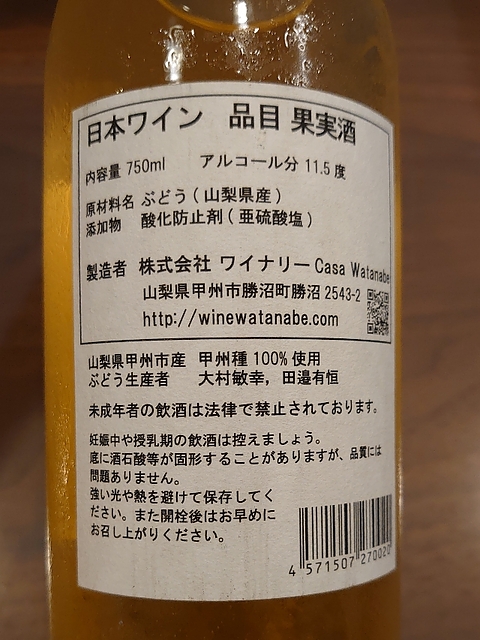 日本ワイン 品目 果実酒
内容量 750ml アルコール分 11.5 度
原材料名 ぶどう ( 山梨県産 )
添加物 酸化防止剤 ( 亜硫酸塩 )
製造者 株式会社 ワイナリー Casa Watanabe
山梨県甲州市勝沼町勝沼 2543-2
http://winewatanabe.com
山梨県甲州市産 甲州種 100% 使用
ぶどう生産者 大村敏幸, 田邉有恒
未成年者の飲酒は法律で禁止されております。
妊娠中や授乳期の飲酒は控えましょう。
底に酒石酸等が固形することがありますが、品質には
問題ありません。
強い光や熱を避けて保存してく
ださい。また開栓後はお早めに
お召し上がりください。
4 571507 270020